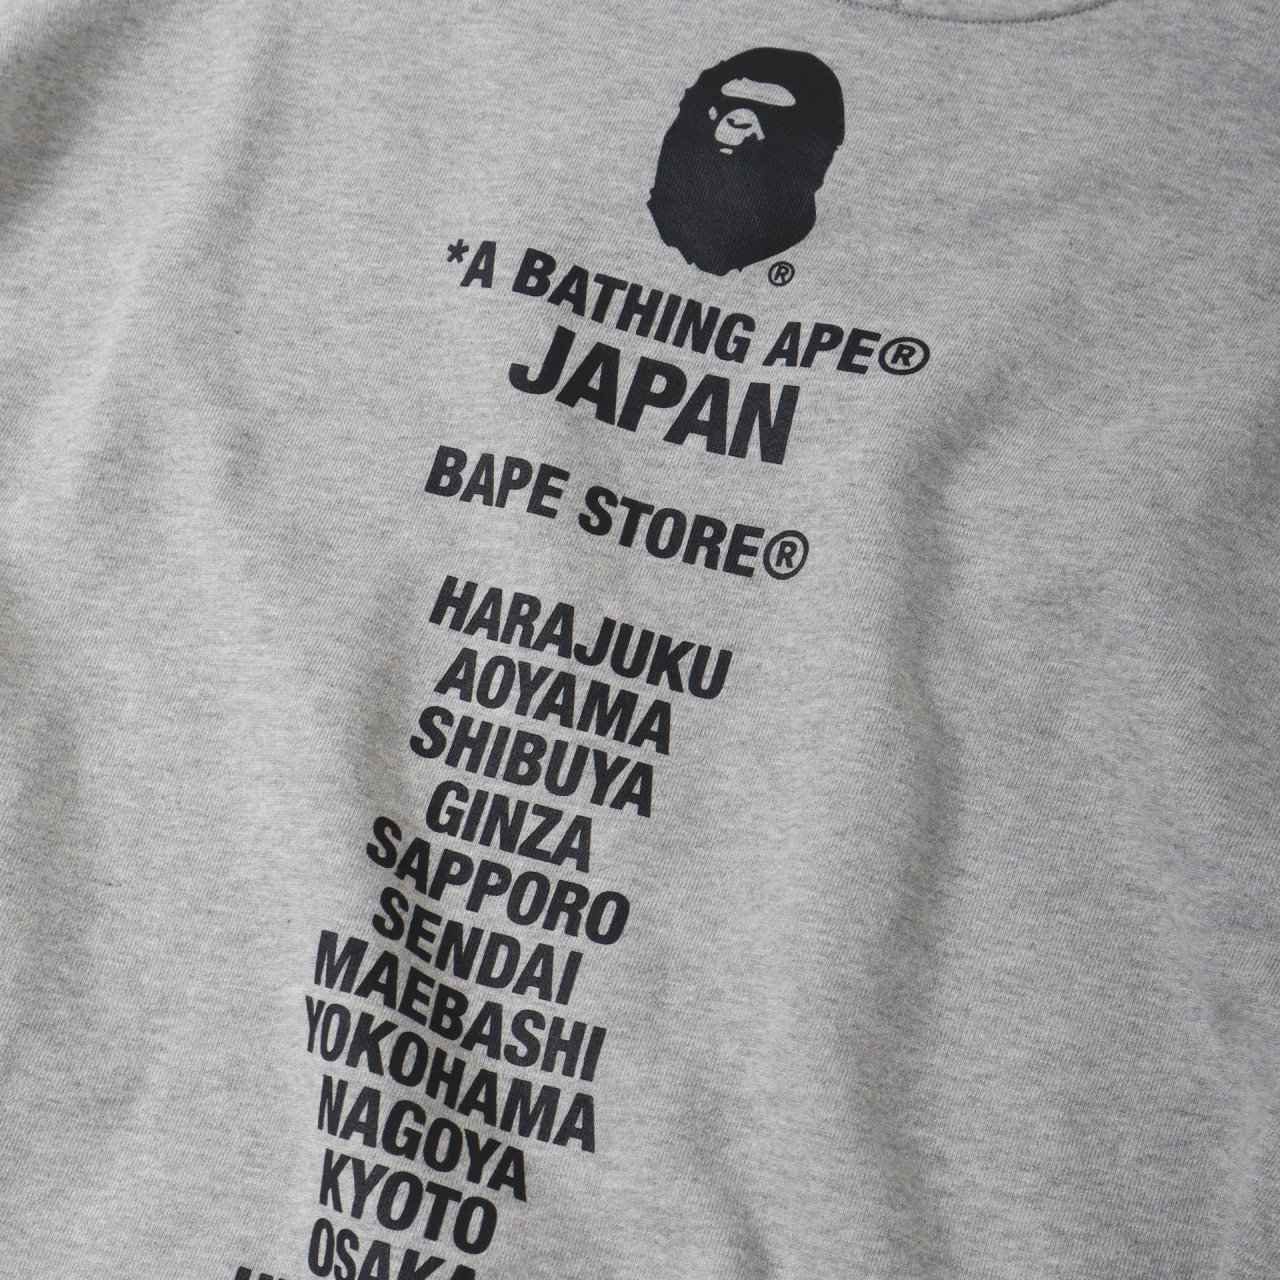 ®
*A BATHING APE®
JAPAN
BAPE STORE®
HARAJUKU
AOYAMA
SHIBUYA
GINZA
SAPPORO
SENDAI
MAEBASHI
YOKOHAMA
NAGOYA
KYOTO
OSAKA